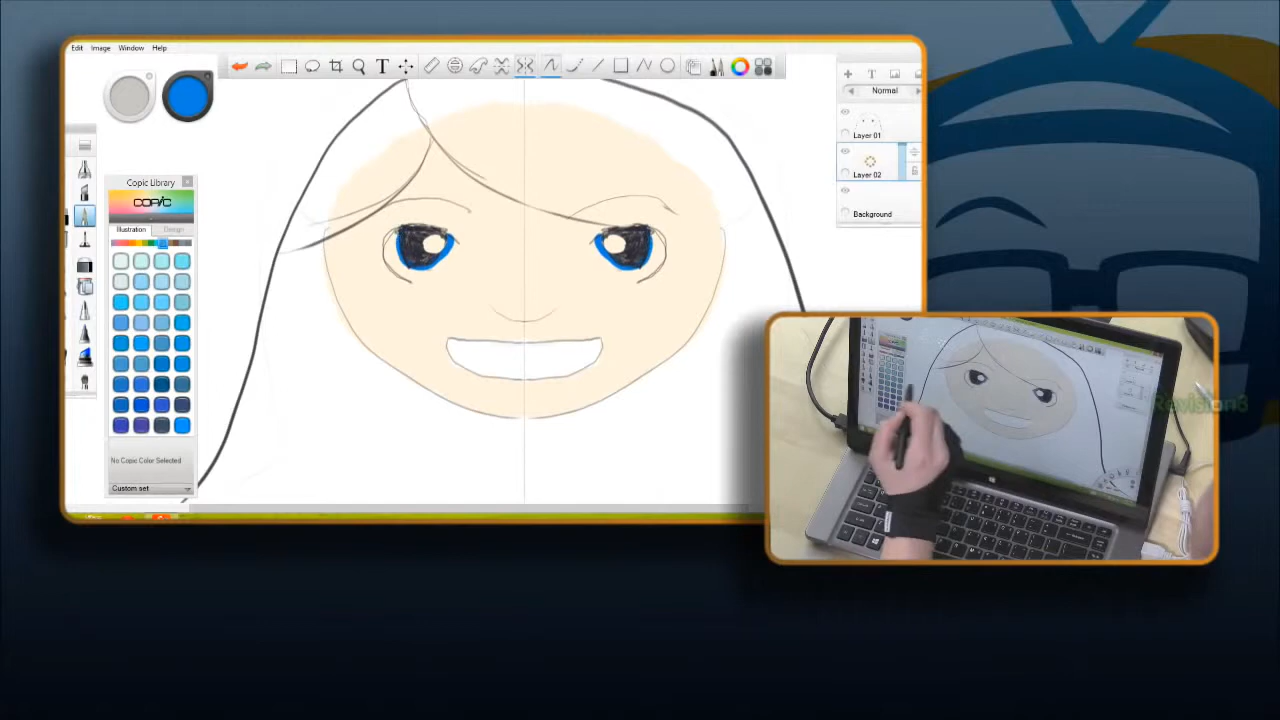 Edit Image Window Help
T
T
Normal
Layer 01
Layer 02
Background
Copic Library
COPIC
Illustration Design
No Copic Color Selected
Custom set
Revision3